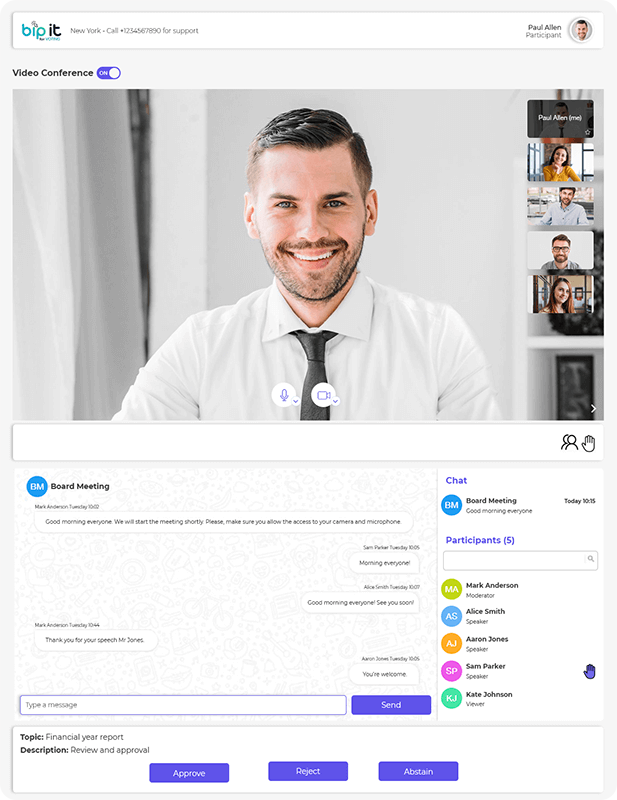 bip it
VOTING
New York - Call +1234567890 for support
Paul Allen
Participant
Video Conference
ON
Paul Allen (me)
BM
Board Meeting
Mark Anderson Tuesday 10:02
Good morning everyone. We will start the meeting shortly. Please, make sure you allow the access to your camera and microphone.
Sam Parker Tuesday 10:05
Morning everyone!
Alice Smith Tuesday 10:07
Good morning everyone! See you soon!
Mark Anderson Tuesday 10:44
Thank you for your speech Mr Jones.
Aaron Jones Tuesday 10:05
You're welcome.
Type a message
Send
Chat
BM
Board Meeting
Today 10:15
Good morning everyone
Participants (5)
MA
Mark Anderson
Moderator
AS
Alice Smith
Speaker
AJ
Aaron Jones
Speaker
SP
Sam Parker
Speaker
KJ
Kate Johnson
Viewer
Topic: Financial year report
Description: Review and approval
Approve
Reject
Abstain